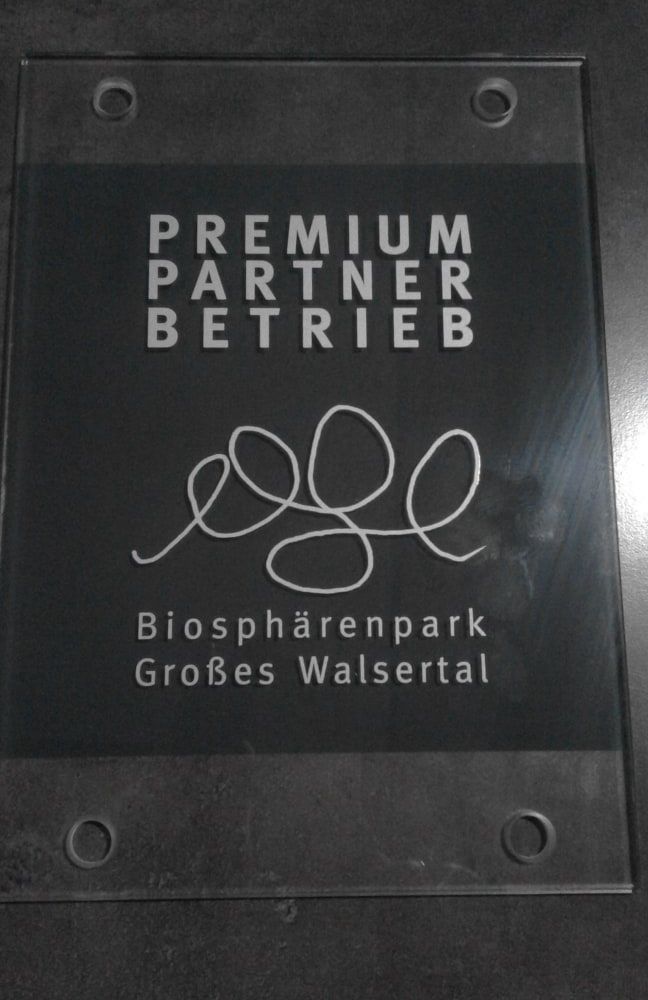 PREMIUM
PARTNER
BETRIEB
Biosphärenpark
Großes Walsertal